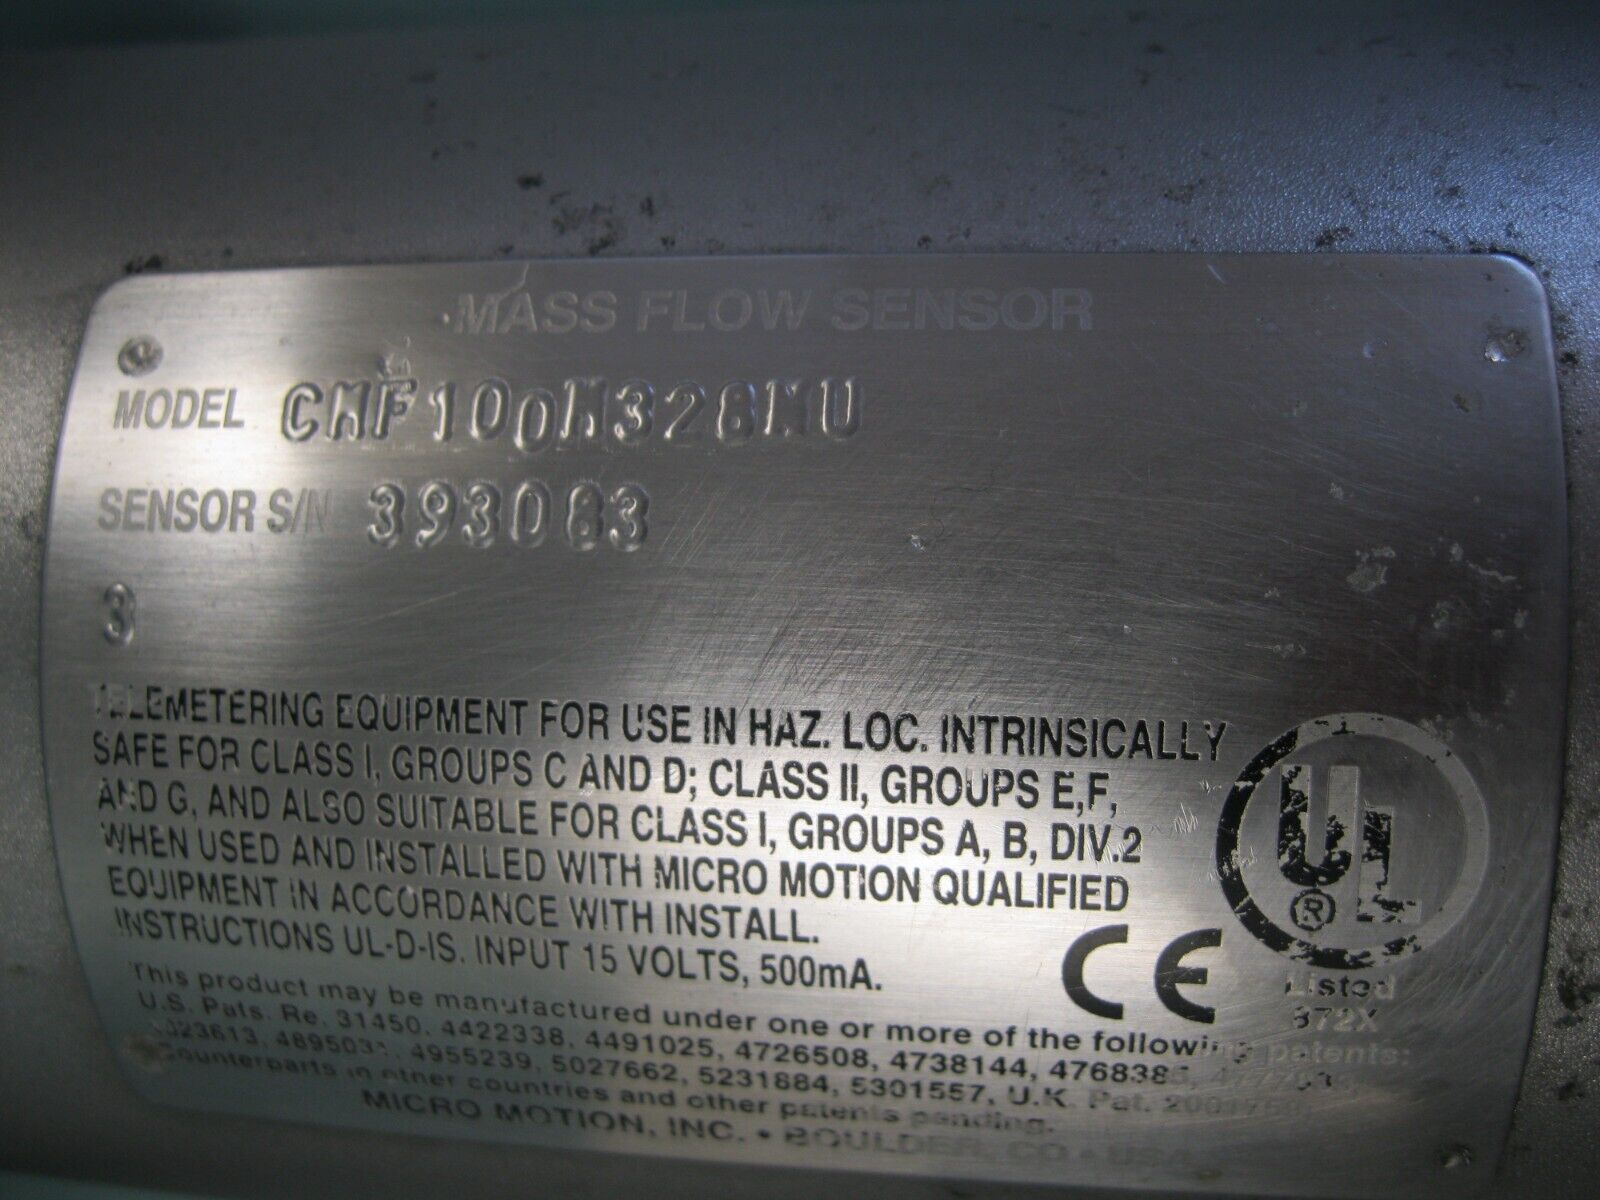 MASS FLOW SENSOR
MODEL CMF100M328NU
SENSOR S/N 393083
3
TELEMETERING EQUIPMENT FOR USE IN HAZ. LOC. INTRINSICALLY
SAFE FOR CLASS I, GROUPS C AND D; CLASS II, GROUPS E,F,
AND G, AND ALSO SUITABLE FOR CLASS I, GROUPS A, B, DIV.2
WHEN USED AND INSTALLED WITH MICRO MOTION QUALIFIED
EQUIPMENT IN ACCORDANCE WITH INSTALL.
INSTRUCTIONS UL-D-IS. INPUT 15 VOLTS, 500mA.
CE
UL
®
Listed
872X
This product may be manufactured under one or more of the following patents:
U.S. Pats. Re. 31450, 4422338, 4491025, 4726508, 4738144,
4895031, 4955239, 5027662, 5231884, 5301557, U.K. Pat.
Counterparts in other countries and other patents pending.
MICRO MOTION, INC. • BOULDER, CO • USA